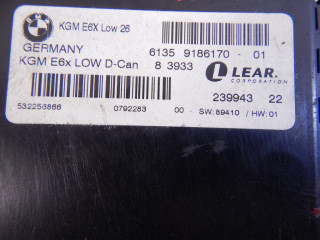 KGM E6X Low 26
GERMANY 6135 9186170 - 01
KGM E6x LOW D-Can 8 3933
LEAR.
CORPORATION
239943 22
532256866 0792283 00 - SW: 89410 / HW: 01